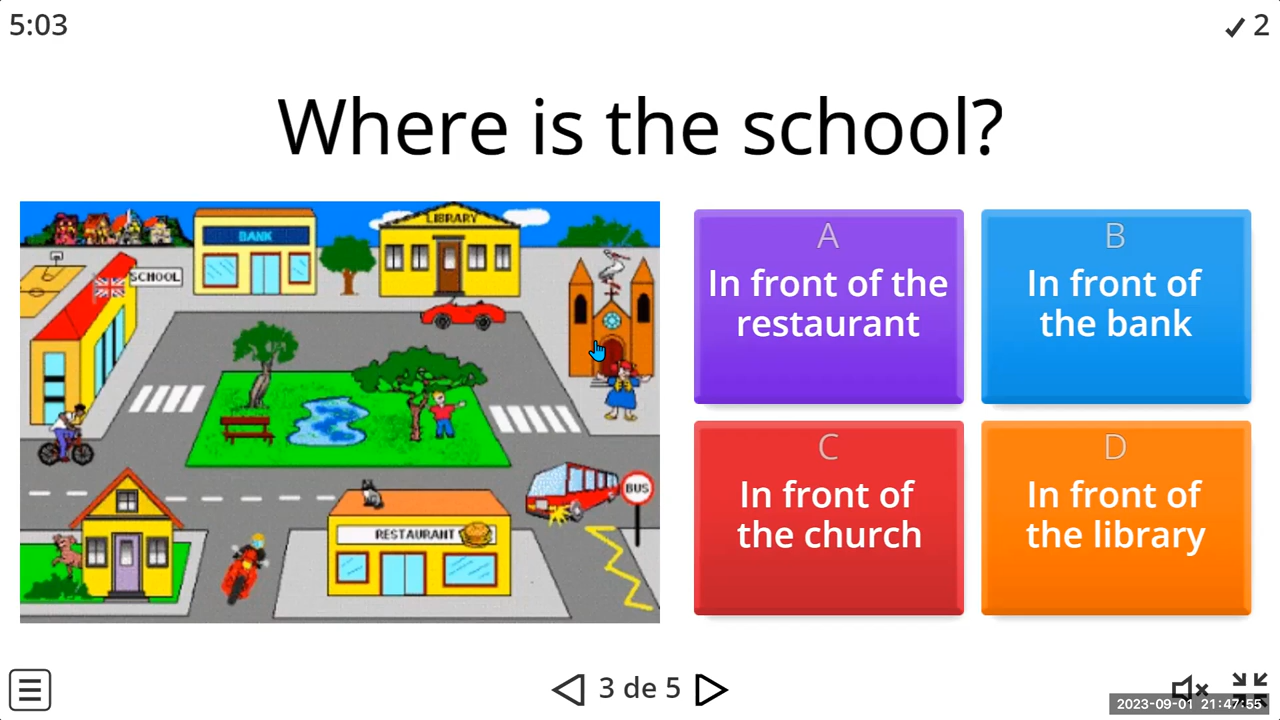 5:03
2
Where is the school?
LIBRARY
BANK
SCHOOL
BUS
RESTAURANT
A
In front of the
restaurant
B
In front of
the bank
C
In front of
the church
D
In front of
the library
3 de 5
2023-09-01 21:47:55